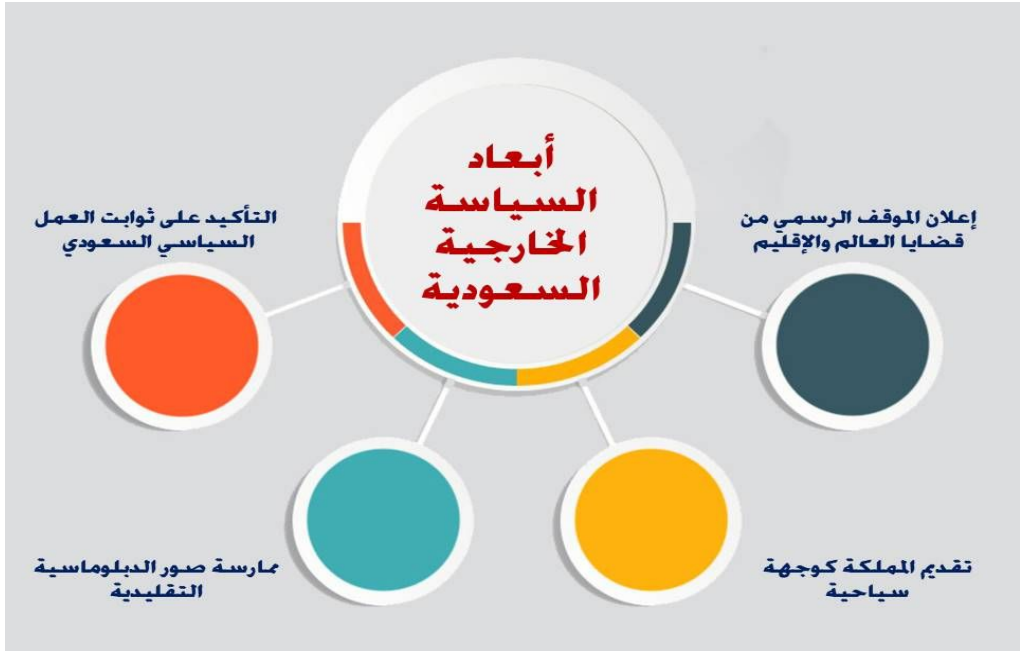 أبعاد
السياسة
الخارجية
السعودية
إعلان الموقف الرسمي من
قضايا العالم والإقليم
التأكيد على ثوابت العمل
السياسي السعودي
تقديم المملكة كوجهة
سياحية
ممارسة صور الدبلوماسية
التقليدية